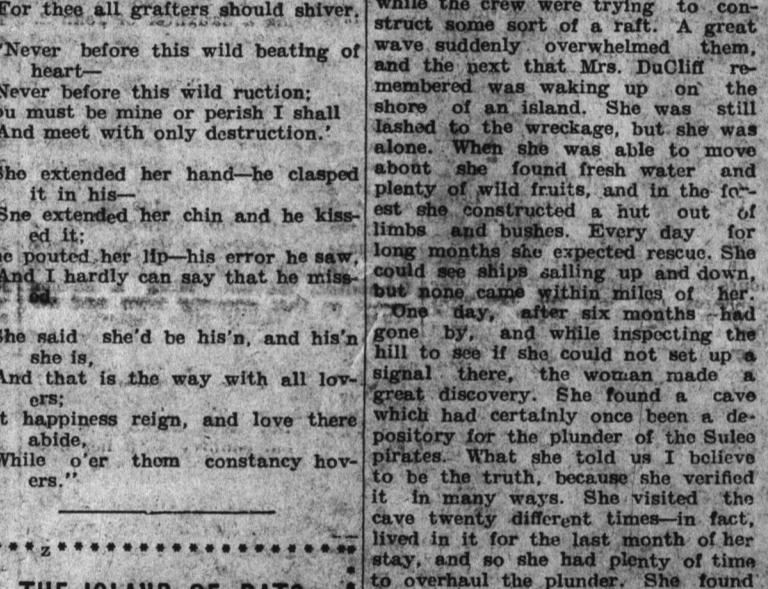 For thee all grafters should shiver.
'Never before this wild beating of
heart—
Never before this wild ruction;
ou must be mine or perish I shall
And meet with only destruction.'
She extended her hand—he clasped
it in his—
Sne extended her chin and he kiss-
ed it;
e pouted her lip—his error he saw,
And I hardly can say that he miss-
ed.
She said she'd be his'n, and his'n
she is,
And that is the way with all lov-
ers;
t happiness reign, and love there
abide,
While o'er them constancy hov-
ers."
* * z * * * * * * * * * * * * * * * * * *
THE ISLAND OF RATS
while the crew were trying to con-
struct some sort of a raft. A great
wave suddenly overwhelmed them,
and the next that Mrs. DuCliff re-
membered was waking up on the
shore of an island. She was still
lashed to the wreckage, but she was
alone. When she was able to move
about she found fresh water and
plenty of wild fruits, and in the for-
est she constructed a hut out of
limbs and bushes. Every day for
long months she expected rescue. She
could see ships sailing up and down,
but none came within miles of her.
"One day, after six months had
gone by, and while inspecting the
hill to see if she could not set up a
signal there, the woman made a
great discovery. She found a cave
which had certainly once been a de-
pository for the plunder of the Suleo
pirates. What she told us I believe
to be the truth, because she verified
it in many ways. She visited the
cave twenty different times—in fact,
lived in it for the last month of her
stay, and so she had plenty of time
to overhaul the plunder. She found